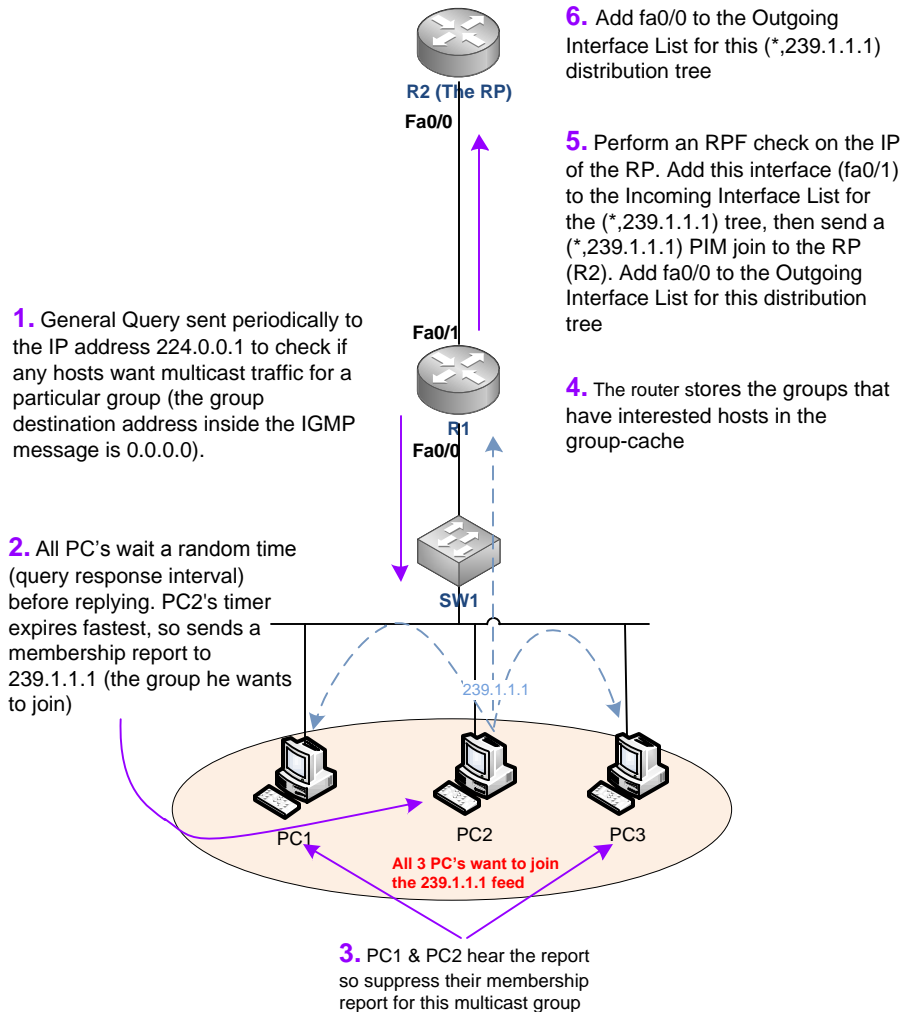 6. Add fa0/0 to the Outgoing
Interface List for this (*,239.1.1.1)
distribution tree
R2 (The RP)
Fa0/0
5. Perform an RPF check on the IP
of the RP. Add this interface (fa0/1)
to the Incoming Interface List for
the (*,239.1.1.1) tree, then send a
(*,239.1.1.1) PIM join to the RP
(R2). Add fa0/0 to the Outgoing
Interface List for this distribution
tree
1. General Query sent periodically to
the IP address 224.0.0.1 to check if
any hosts want multicast traffic for a
particular group (the group
destination address inside the IGMP
message is 0.0.0.0).
Fa0/1
R1
Fa0/0
4. The router stores the groups that
have interested hosts in the
group-cache
2. All PC's wait a random time
(query response interval)
before replying. PC2's timer
expires fastest, so sends a
membership report to
239.1.1.1 (the group he wants
to join)
SW1
239.1.1.1
PC1
PC2
PC3
All 3 PC's want to join
the 239.1.1.1 feed
3. PC1 & PC2 hear the report
so suppress their membership
report for this multicast group